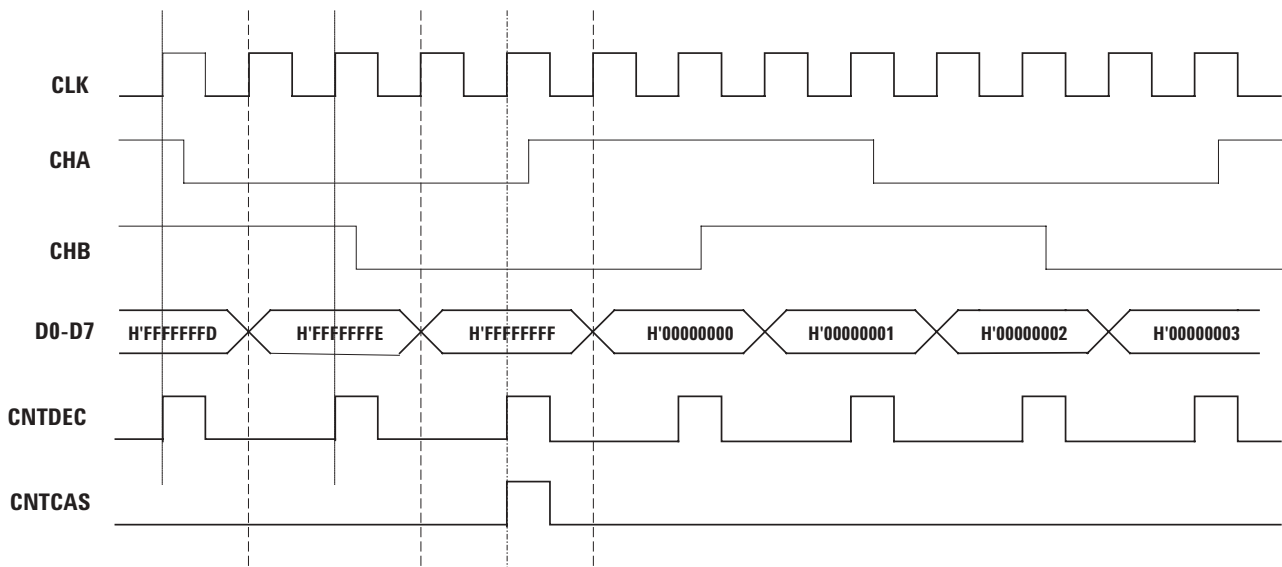 CLK
CHA
CHB
D0-D7
H'FFFFFFFD H'FFFFFFFE H'FFFFFFFF H'00000000 H'00000001 H'00000002 H'00000003
CNTDEC
CNTCAS